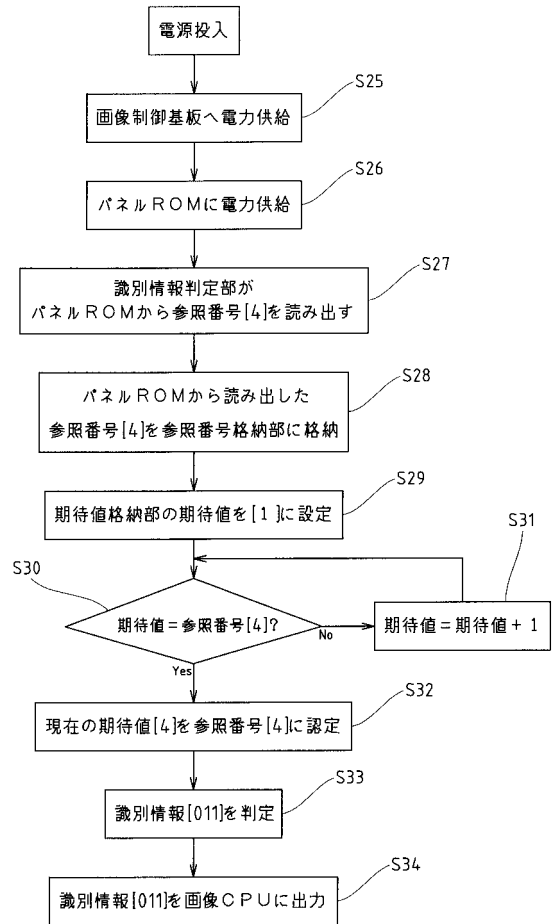 電源投入
S25
画像制御基板へ電力供給
S26
パネルROMに電力供給
S27
識別情報判定部が
パネルROMから参照番号[4]を読み出す
S28
パネルROMから読み出した
参照番号[4]を参照番号格納部に格納
S29
期待値格納部の期待値を[1]に設定
S30
期待値=参照番号[4]?
No
S31
期待値=期待値+1
Yes
S32
現在の期待値[4]を参照番号[4]に認定
S33
識別情報[011]を判定
S34
識別情報[011]を画像CPUに出力